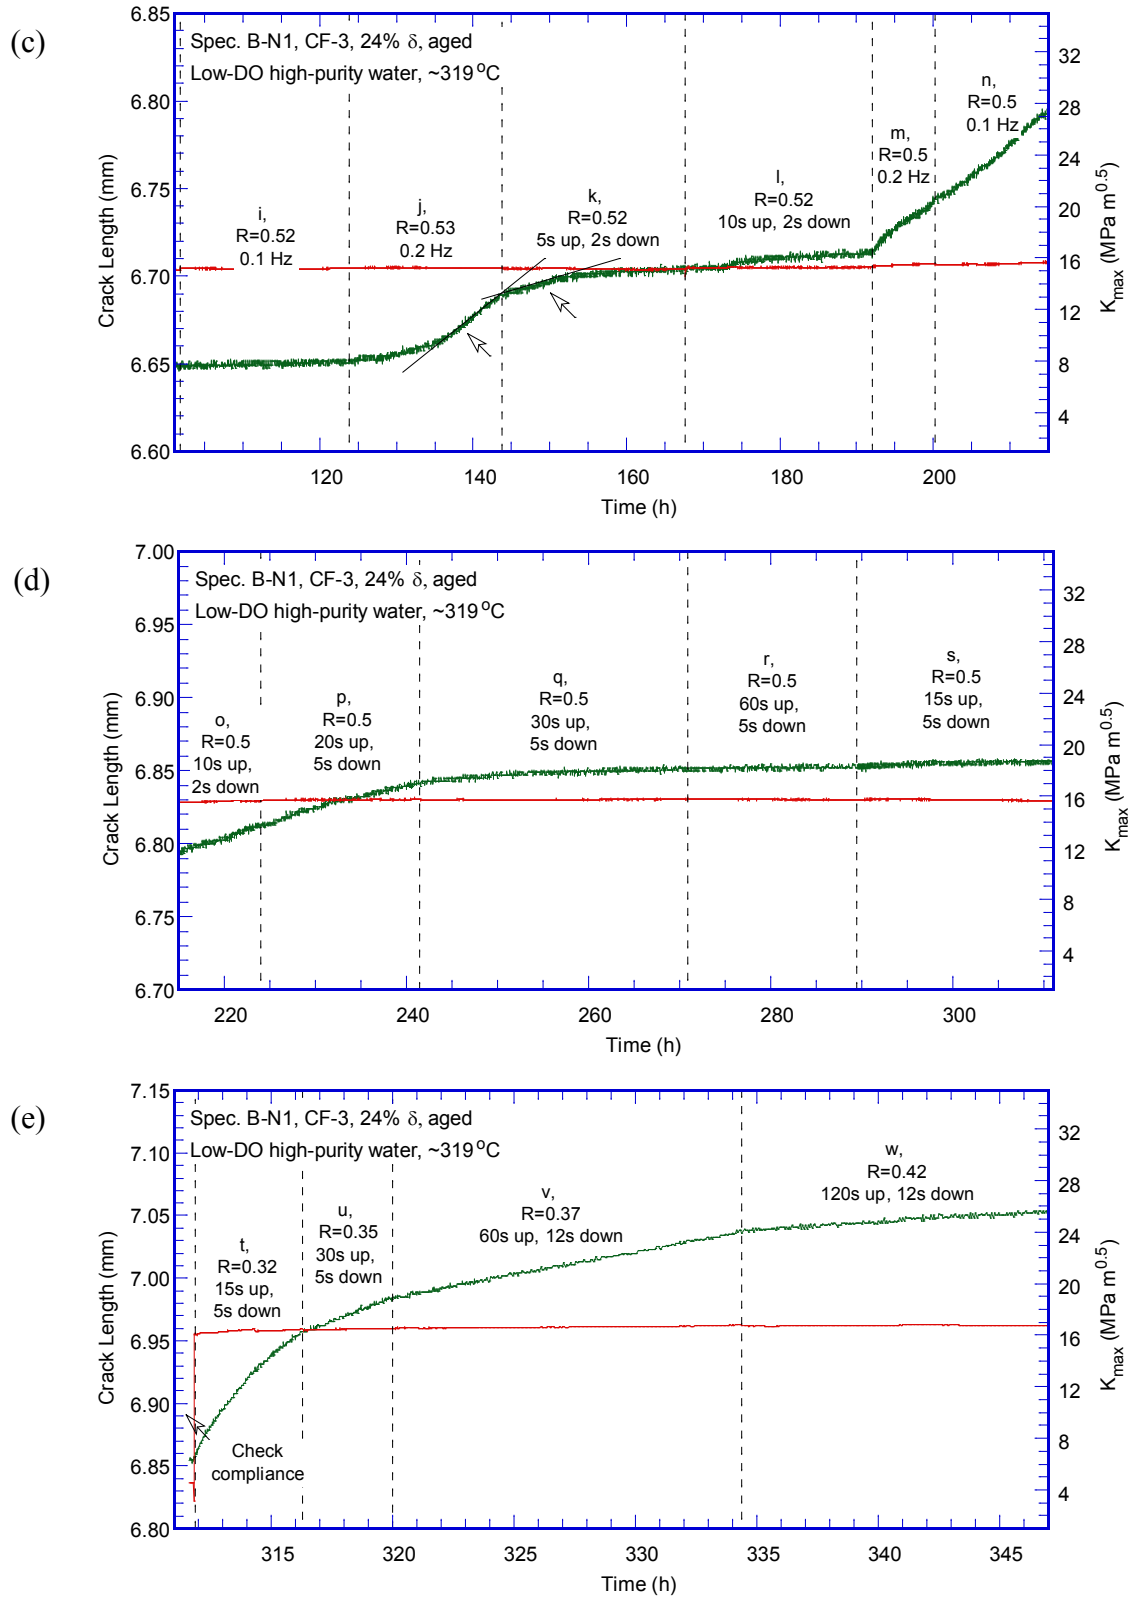 (c)
Spec. B-N1, CF-3, 24% δ, aged
Low-DO high-purity water, ~319 °C
Crack Length (mm)
6.80
6.75
6.70
6.65
6.60
i,
R=0.52
0.1 Hz
j,
R=0.53
0.2 Hz
k,
R=0.52
5s up, 2s down
l,
R=0.52
10s up, 2s down
m,
R=0.5
0.2 Hz
n,
R=0.5
0.1 Hz
32
28
24
20
16
12
8
4
Kmax (MPa m0.5)
120 140 160 180 200
Time (h)
(d)
Spec. B-N1, CF-3, 24% δ, aged
Low-DO high-purity water, ~319 °C
Crack Length (mm)
7.00
6.95
6.90
6.85
6.80
6.75
6.70
o,
R=0.5
10s up,
2s down
p,
R=0.5
20s up,
5s down
q,
R=0.5
30s up,
5s down
r,
R=0.5
60s up,
5s down
s,
R=0.5
15s up,
5s down
32
28
24
20
16
12
8
4
Kmax (MPa m0.5)
220 240 260 280 300
Time (h)
(e)
Spec. B-N1, CF-3, 24% δ, aged
Low-DO high-purity water, ~319 °C
Crack Length (mm)
7.15
7.10
7.05
7.00
6.95
6.90
6.85
6.80
t,
R=0.32
15s up,
5s down
u,
R=0.35
30s up,
5s down
v,
R=0.37
60s up, 12s down
w,
R=0.42
120s up, 12s down
Check
compliance
32
28
24
20
16
12
8
4
Kmax (MPa m0.5)
315 320 325 330 335 340 345
Time (h)